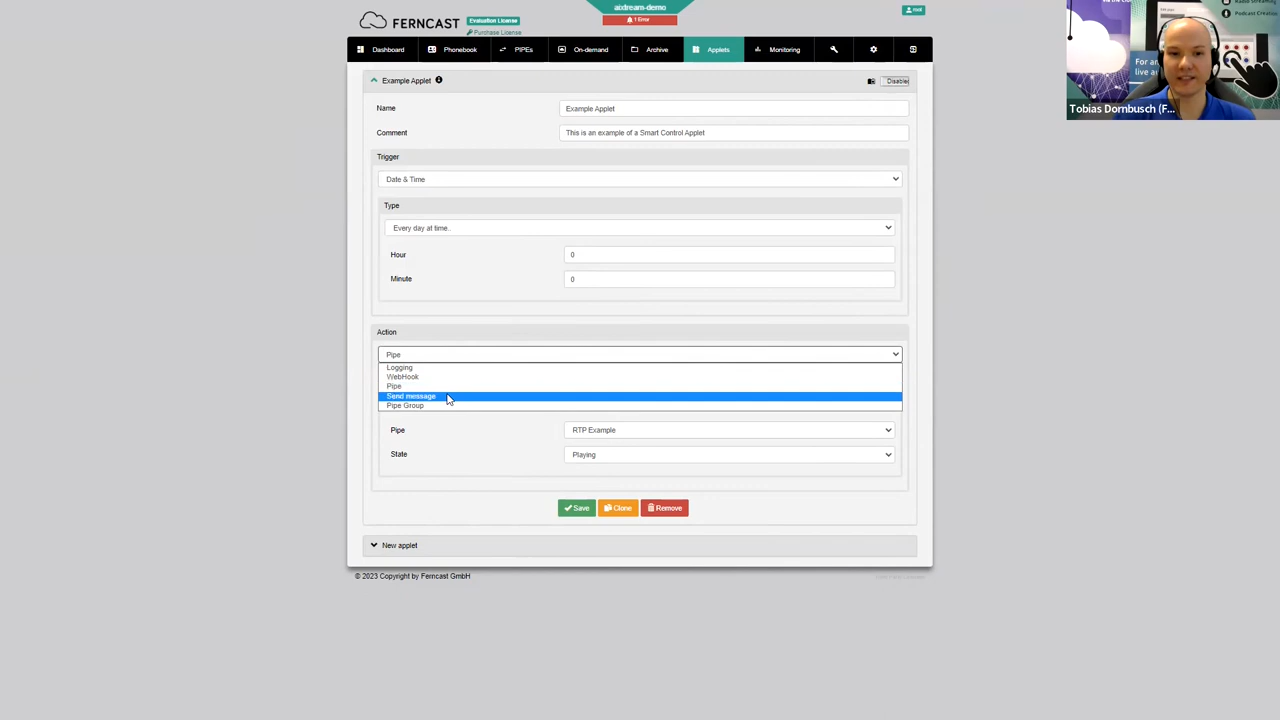 aixdream-demo
FERNCAST
Evaluation License
1 Error
Purchase License
Dashboard
Phonebook
PIPEs
On-demand
Archive
Applets
Monitoring
Example Applet
Disable
Name
Example Applet
Comment
This is an example of a Smart Control Applet
Trigger
Date & Time
Type
Every day at time..
Hour
0
Minute
0
Action
Pipe
Logging
WebHook
Pipe
Send message
Pipe Group
Pipe
RTP Example
State
Playing
Save
Clone
Remove
New applet
© 2023 Copyright by Ferncast GmbH
Podcast Creation
For an
live a
Tobias Dornbusch (F...